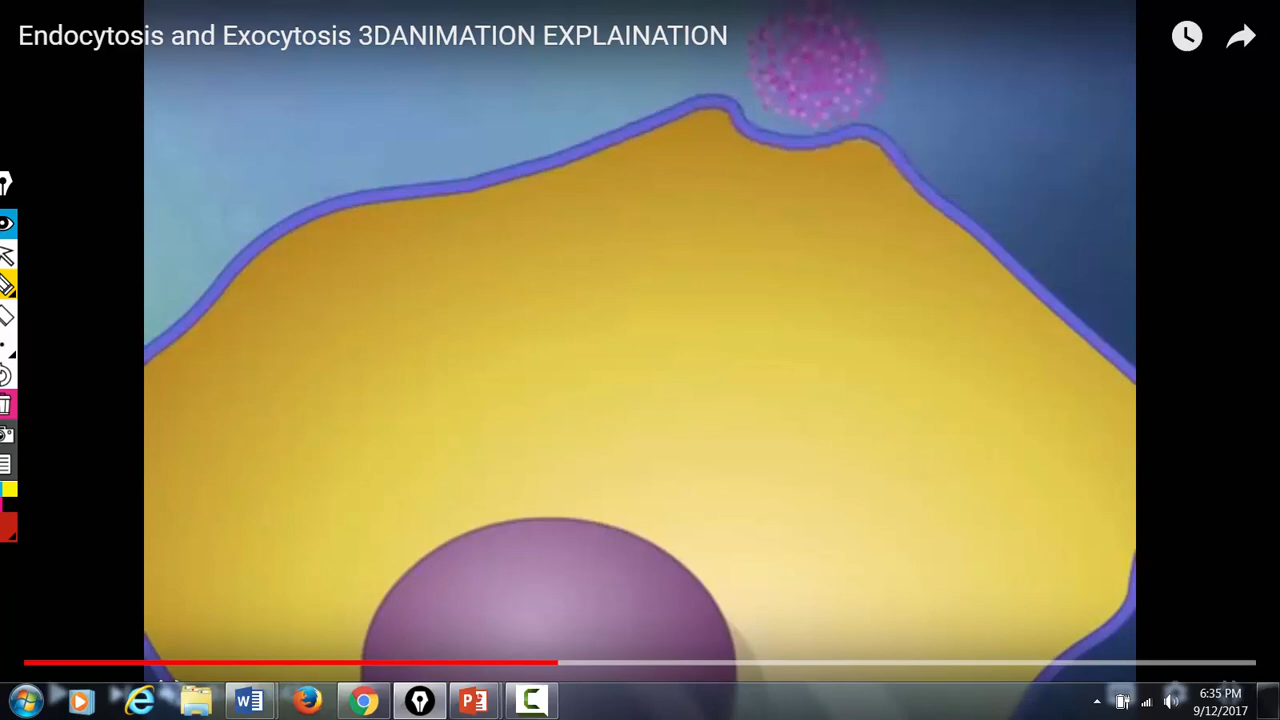 Endocytosis and Exocytosis 3DANIMATION EXPLAINATION
6:35 PM
9/12/2017